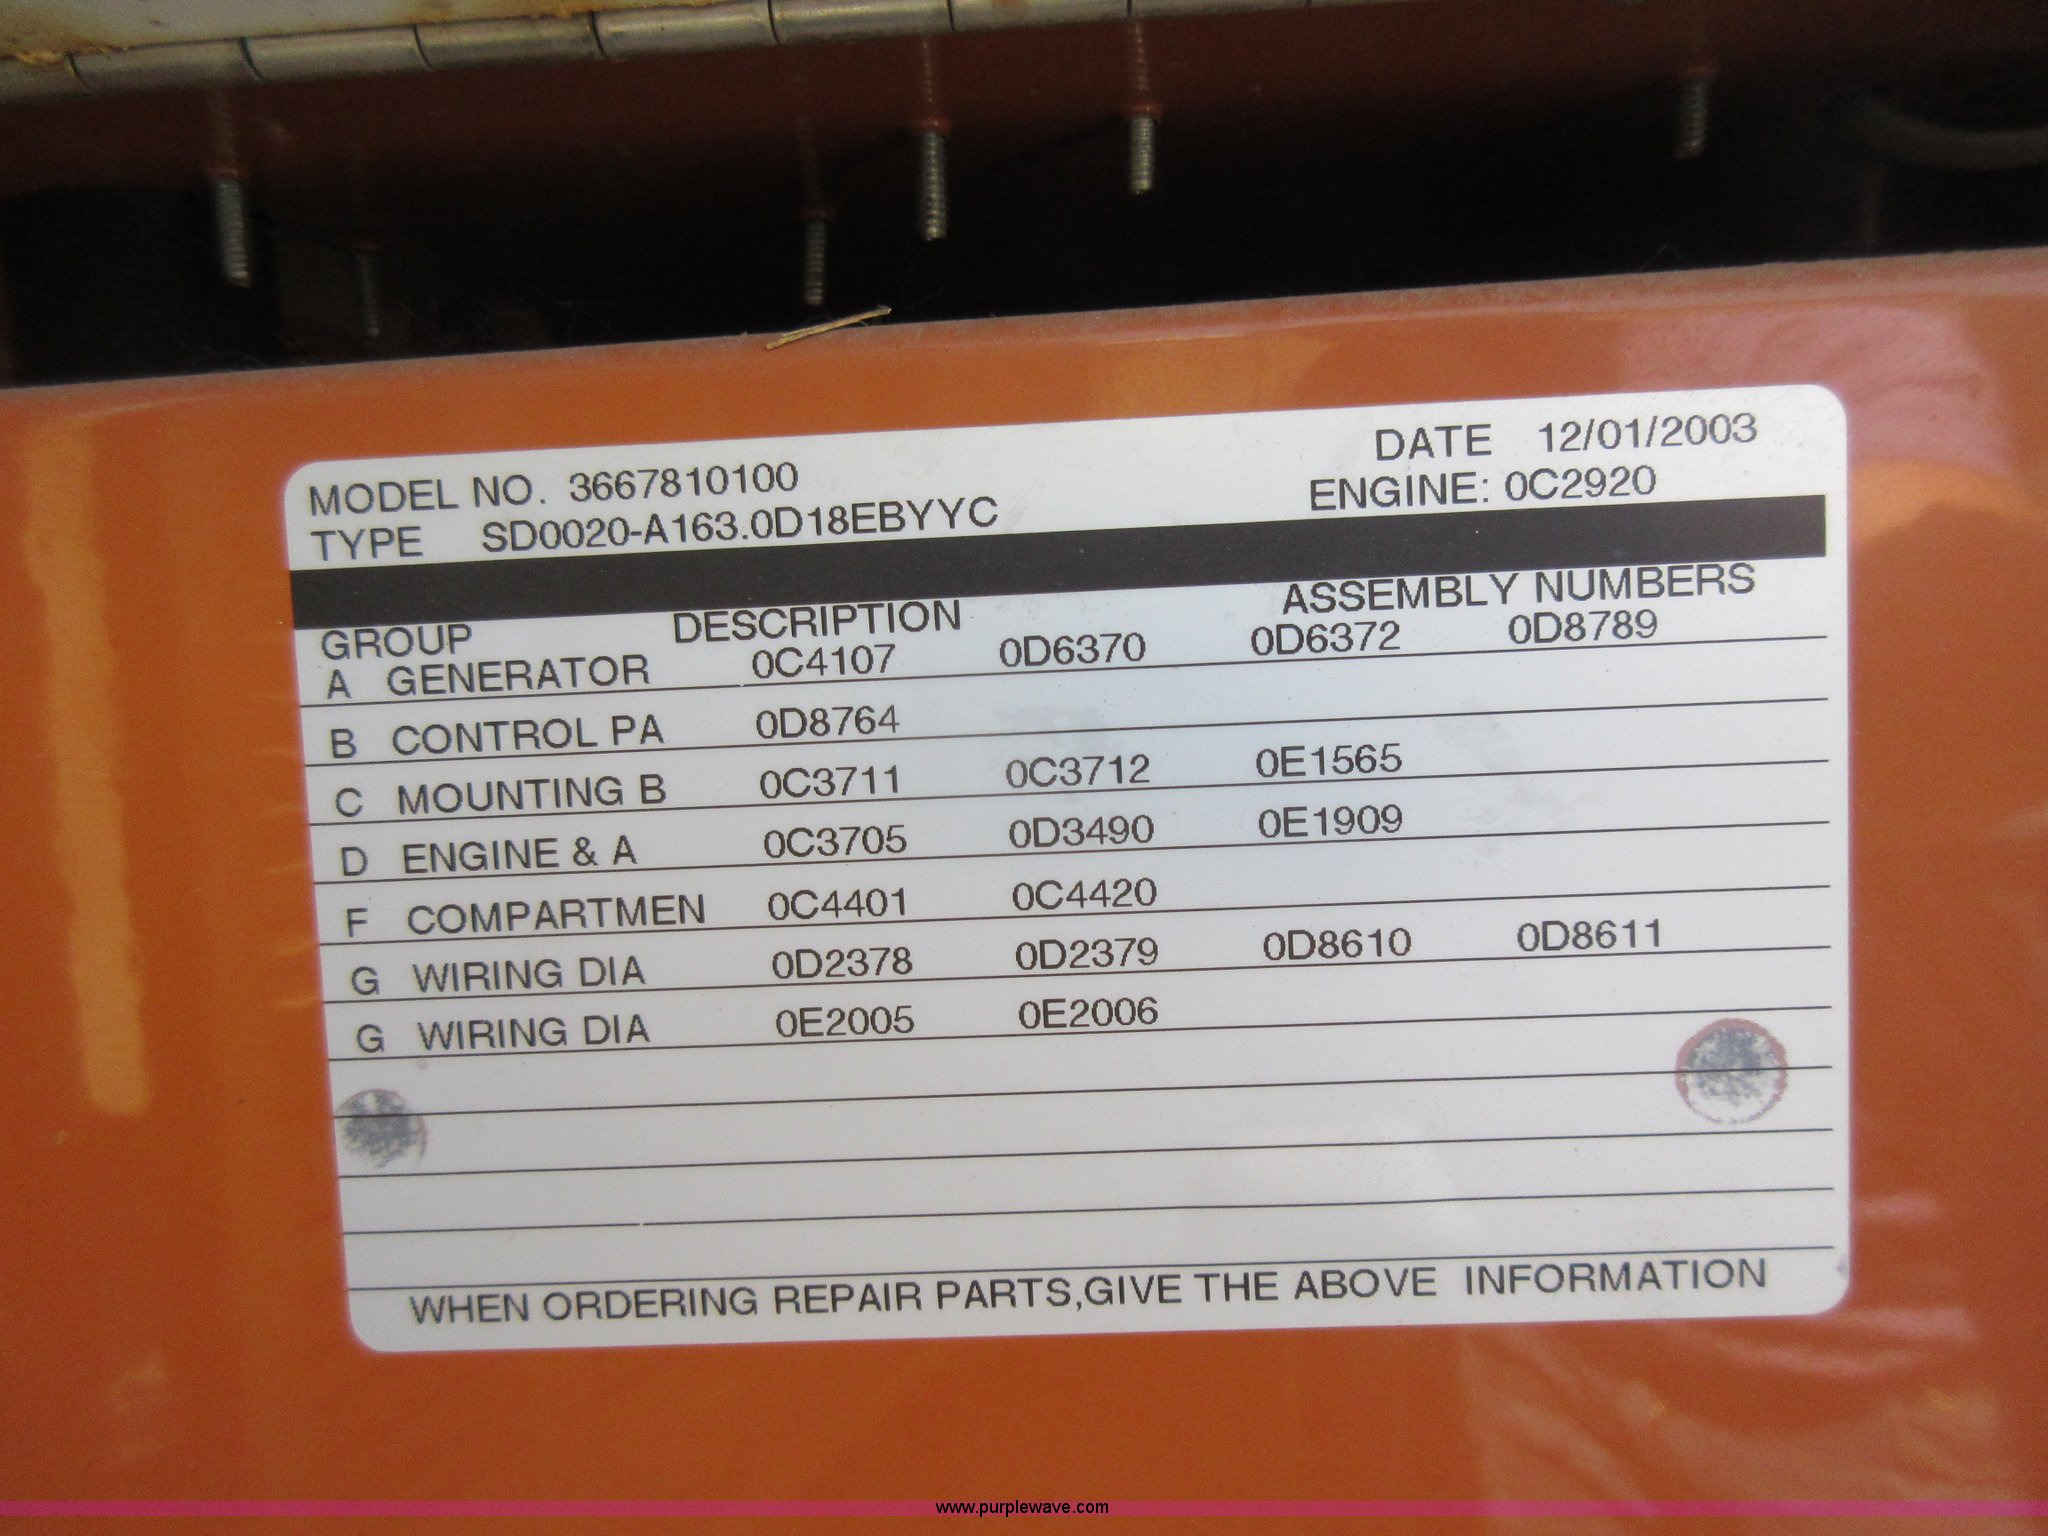 MODEL NO. 3667810100 DATE 12/01/2003
TYPE SD0020-A163.0D18EBYYC ENGINE: 0C2920
GROUP DESCRIPTION ASSEMBLY NUMBERS
A GENERATOR 0C4107 0D6370 0D6372 0D8789
B CONTROL PA 0D8764
C MOUNTING B 0C3711 0C3712 0E1565
D ENGINE & A 0C3705 0D3490 0E1909
F COMPARTMEN 0C4401 0C4420
G WIRING DIA 0D2378 0D2379 0D8610 0D8611
G WIRING DIA 0E2005 0E2006
WHEN ORDERING REPAIR PARTS,GIVE THE ABOVE INFORMATION
www.purplewave.com